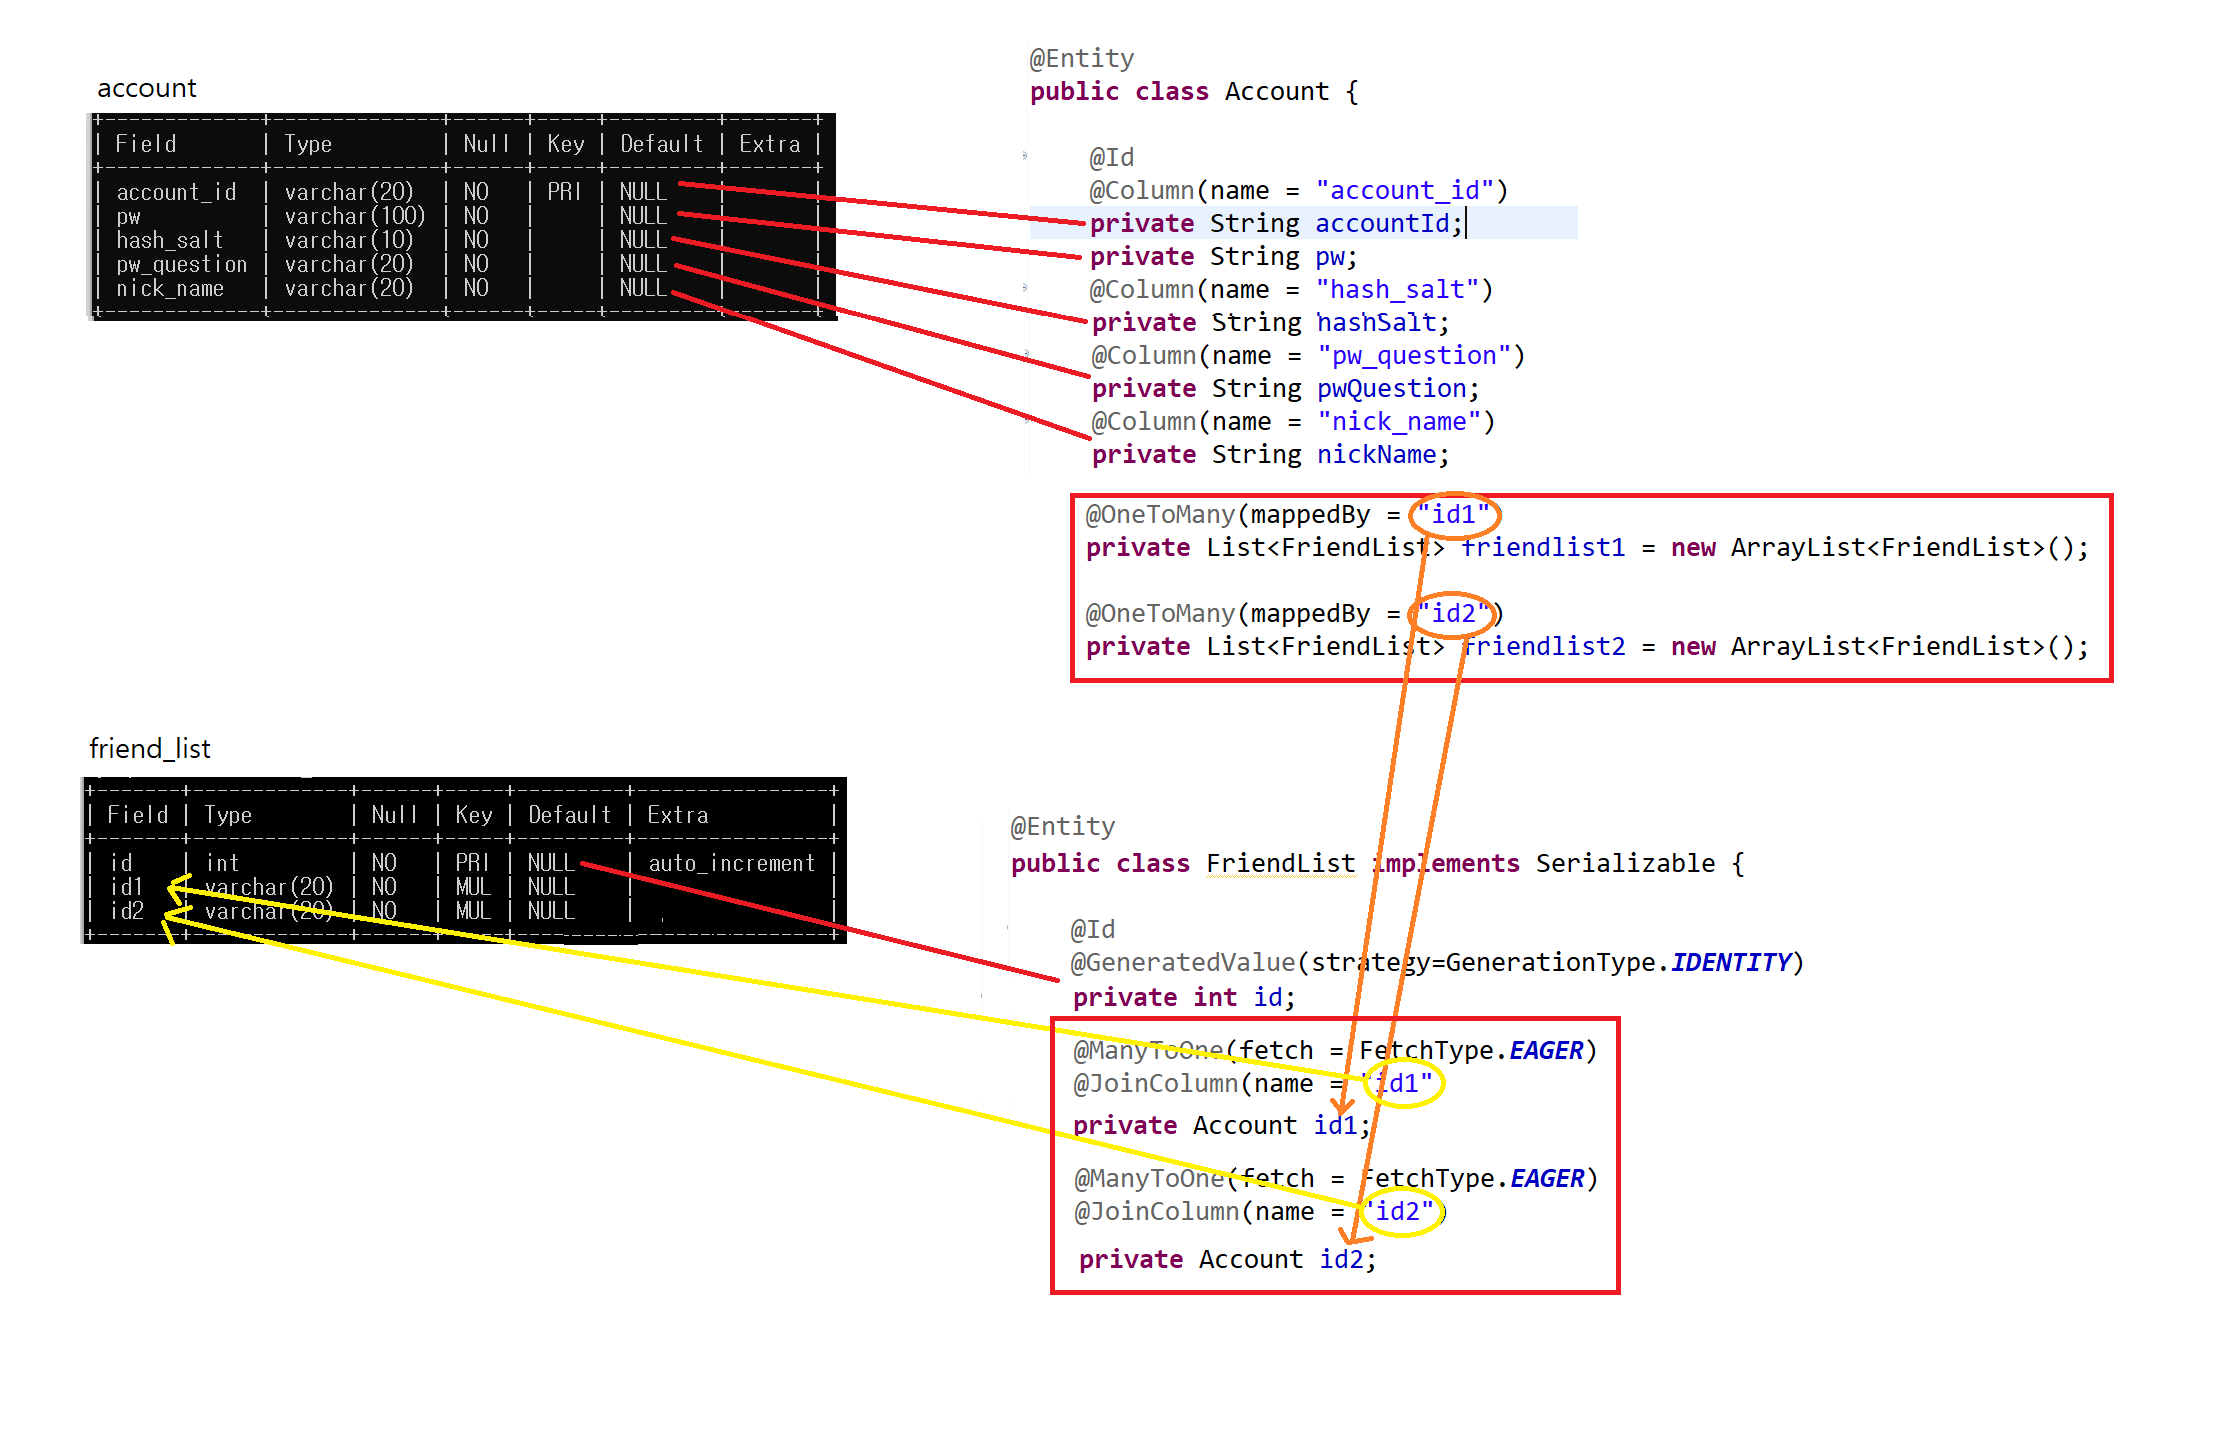 account
| Field | Type | Null | Key | Default | Extra |
| account_id | varchar(20) | NO | PRI | NULL | |
| pw | varchar(100) | NO | | NULL | |
| hash_salt | varchar(10) | NO | | NULL | |
| pw_question | varchar(20) | NO | | NULL | |
| nick_name | varchar(20) | NO | | NULL | |
@Entity
public class Account {
@Id
@Column(name = "account_id")
private String accountId;
private String pw;
@Column(name = "hash_salt")
private String hashSalt;
@Column(name = "pw_question")
private String pwQuestion;
@Column(name = "nick_name")
private String nickName;
@OneToMany(mappedBy = "id1")
private List<FriendList> friendlist1 = new ArrayList<FriendList>();
@OneToMany(mappedBy = "id2")
private List<FriendList> friendlist2 = new ArrayList<FriendList>();
friend_list
| Field | Type | Null | Key | Default | Extra |
| id | int | NO | PRI | NULL | auto_increment |
| id1 | varchar(20) | NO | MUL | NULL | |
| id2 | varchar(20) | NO | MUL | NULL | |
@Entity
public class FriendList implements Serializable {
@Id
@GeneratedValue(strategy=GenerationType.IDENTITY)
private int id;
@ManyToOne(fetch = FetchType.EAGER)
@JoinColumn(name = "id1"
private Account id1;
@ManyToOne(fetch = FetchType.EAGER)
@JoinColumn(name = "id2")
private Account id2;